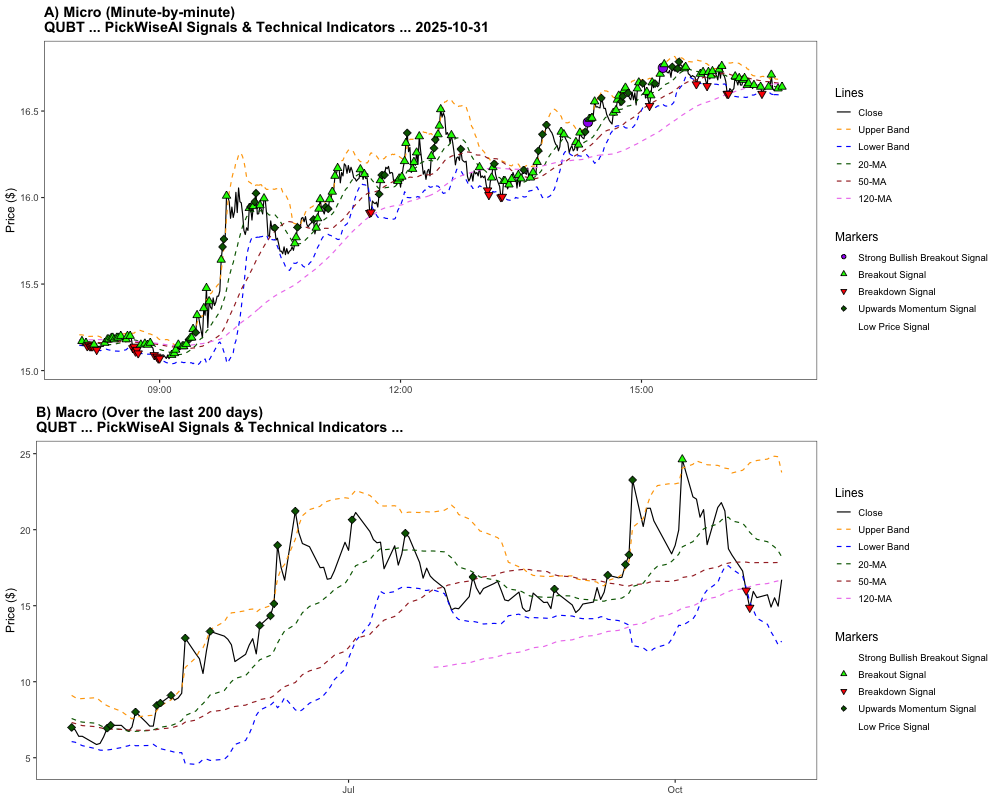 A) Micro (Minute-by-minute)
QUBT ... PickWiseAI Signals & Technical Indicators ... 2025-10-31
Price ($)
16.5
16.0
15.5
15.0
09:00
12:00
15:00
Lines
Close
Upper Band
Lower Band
20-MA
50-MA
120-MA
Markers
Strong Bullish Breakout Signal
Breakout Signal
Breakdown Signal
Upwards Momentum Signal
Low Price Signal
B) Macro (Over the last 200 days)
QUBT ... PickWiseAI Signals & Technical Indicators ...
Price ($)
25
20
15
10
5
Jul
Oct
Lines
Close
Upper Band
Lower Band
20-MA
50-MA
120-MA
Markers
Strong Bullish Breakout Signal
Breakout Signal
Breakdown Signal
Upwards Momentum Signal
Low Price Signal